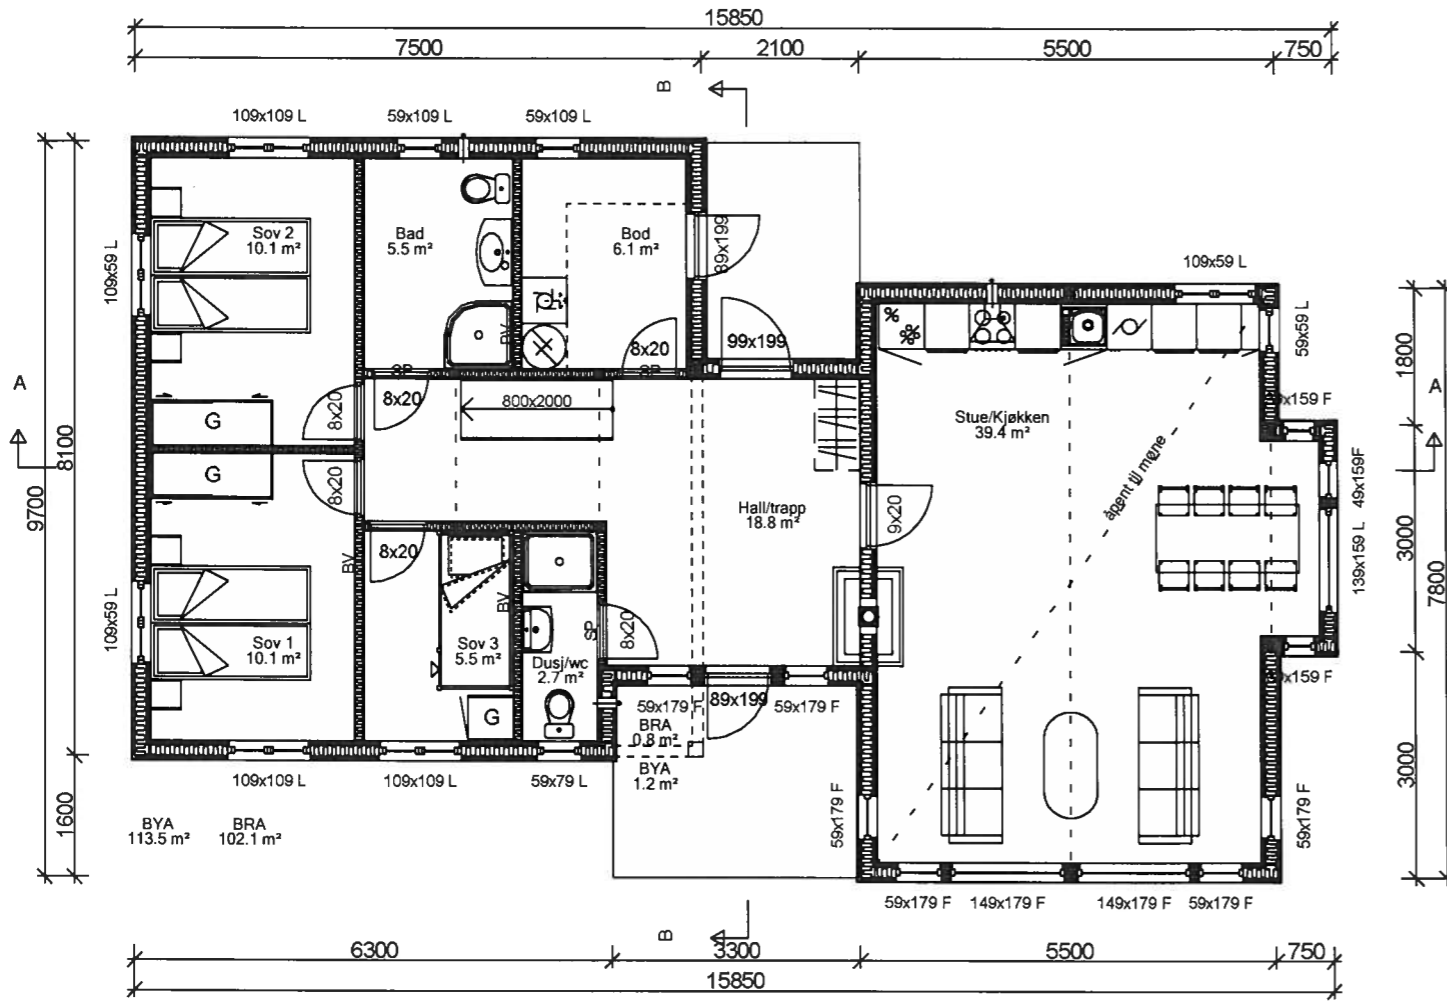 15850
7500 2100 5500 750
B
109x109 L 59x109 L 59x109 L
Sov 2
10.1 m²
Bad
5.5 m²
Bod
6.1 m²
89x199
109x59 L
109x59 L
59x59 L
BV
8x20
99x199
SP
SP
8x20
800x2000
8x20
G
G
8x20
%
%
%
Stue/Kjøkken
39.4 m²
åpent til møne
x159 F
A
A
8100
9700
1800
3000
7800
3000
1600
Hall/trapp
18.8 m²
9x20
49x159F
139x159 L
8x20
BV
BV
109x59 L
Sov 1
10.1 m²
Sov 3
5.5 m²
SP
8x20
Dusj/wc
2.7 m²
G
x159 F
59x179 F 89x199 59x179 F
BRA
0.8 m²
BYA
1.2 m²
109x109 L 109x109 L 59x79 L
BYA
113.5 m²
BRA
102.1 m²
59x179 F
59x179 F
59x179 F 149x179 F 149x179 F 59x179 F
B
6300 3300 5500 750
15850